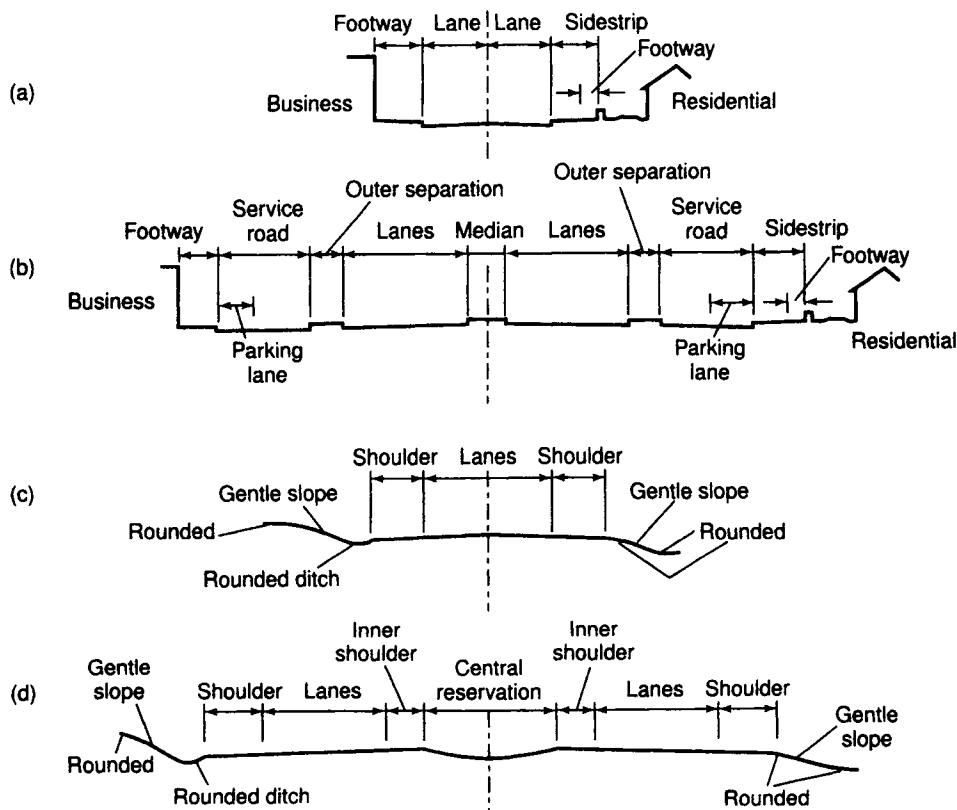 Footway Lane Lane Sidestrip
Footway
(a)
Business
Residential
Outer separation
Outer separation
Service
road
Service
road
Footway
Lanes
Median
Lanes
Sidestrip
Footway
(b)
Business
Parking
lane
Parking
lane
Residential
Shoulder Lanes Shoulder
(c)
Gentle slope
Gentle slope
Rounded
Rounded
Rounded ditch
Inner
shoulder
Inner
shoulder
Gentle
slope
Central
reservation
(d)
Shoulder
Lanes
Lanes
Shoulder
Gentle
slope
Rounded
Rounded ditch
Rounded